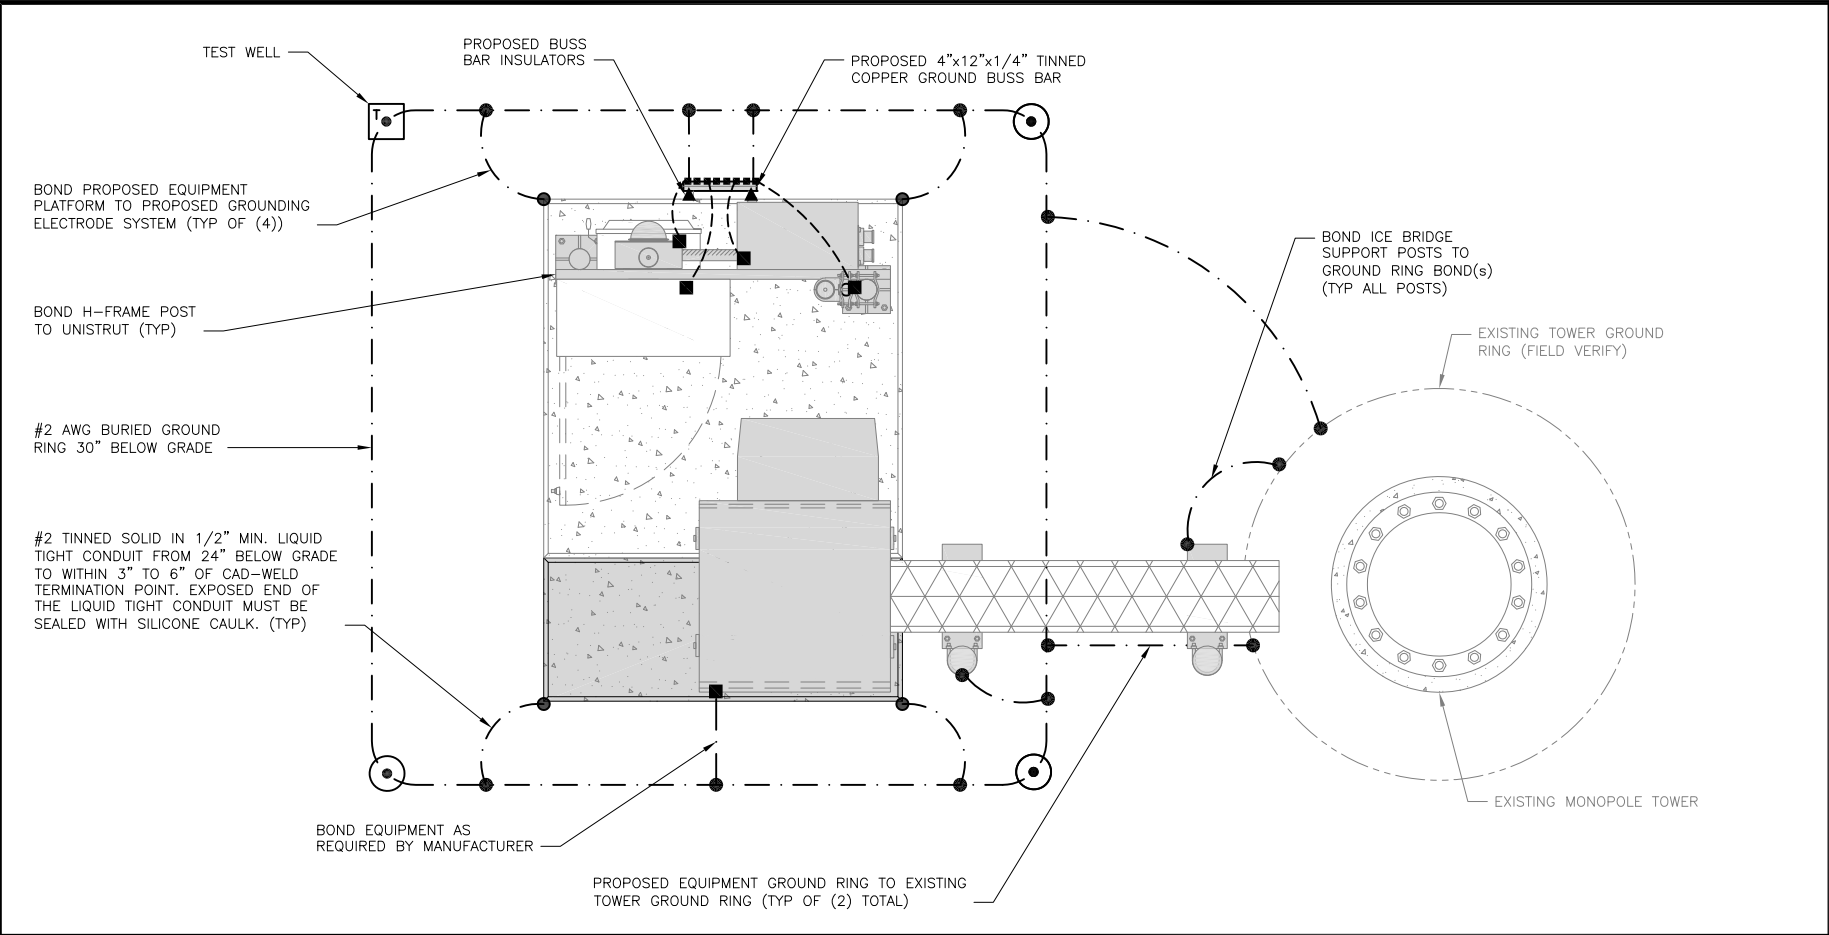 TEST WELL
PROPOSED BUSS
BAR INSULATORS
PROPOSED 4"x12"x1/4" TINNED
COPPER GROUND BUSS BAR
T
BOND PROPOSED EQUIPMENT
PLATFORM TO PROPOSED GROUNDING
ELECTRODE SYSTEM (TYP OF (4))
BOND ICE BRIDGE
SUPPORT POSTS TO
GROUND RING BOND(s)
(TYP ALL POSTS)
BOND H-FRAME POST
TO UNISTRUT (TYP)
EXISTING TOWER GROUND
RING (FIELD VERIFY)
#2 AWG BURIED GROUND
RING 30" BELOW GRADE
#2 TINNED SOLID IN 1/2" MIN. LIQUID
TIGHT CONDUIT FROM 24" BELOW GRADE
TO WITHIN 3" TO 6" OF CAD-WELD
TERMINATION POINT. EXPOSED END OF
THE LIQUID TIGHT CONDUIT MUST BE
SEALED WITH SILICONE CAULK. (TYP)
EXISTING MONOPOLE TOWER
BOND EQUIPMENT AS
REQUIRED BY MANUFACTURER
PROPOSED EQUIPMENT GROUND RING TO EXISTING
TOWER GROUND RING (TYP OF (2) TOTAL)